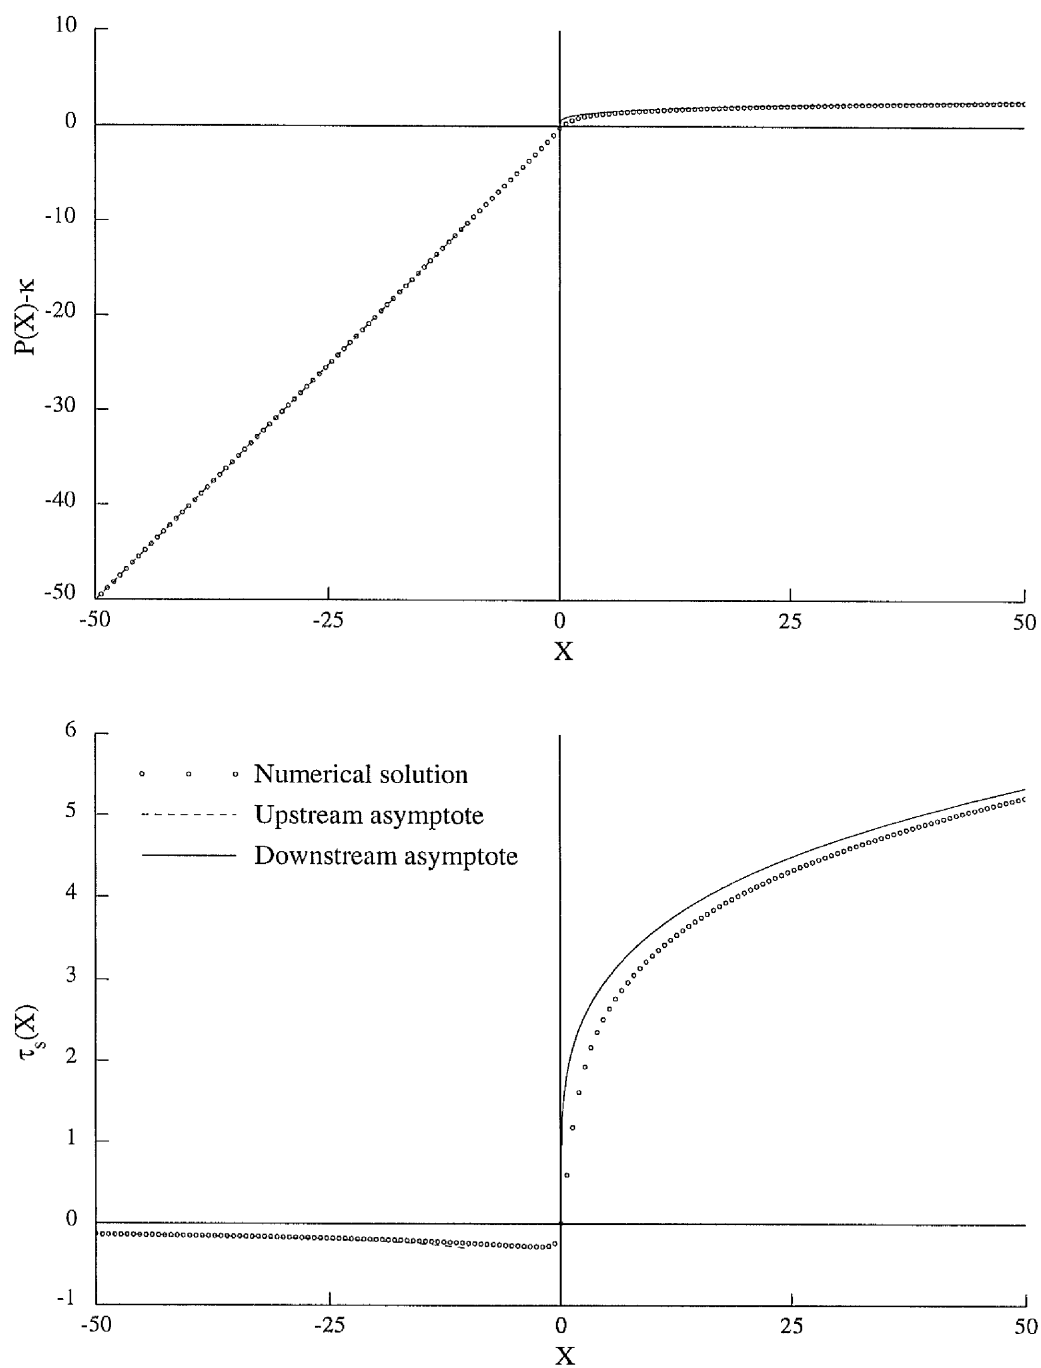 10
0
-10
-20
-30
-40
-50
P(X)-κ
-50 -25 0 25 50
X
6
5
4
3
2
1
0
-1
τs(X)
Numerical solution
Upstream asymptote
Downstream asymptote
-50 -25 0 25 50
X